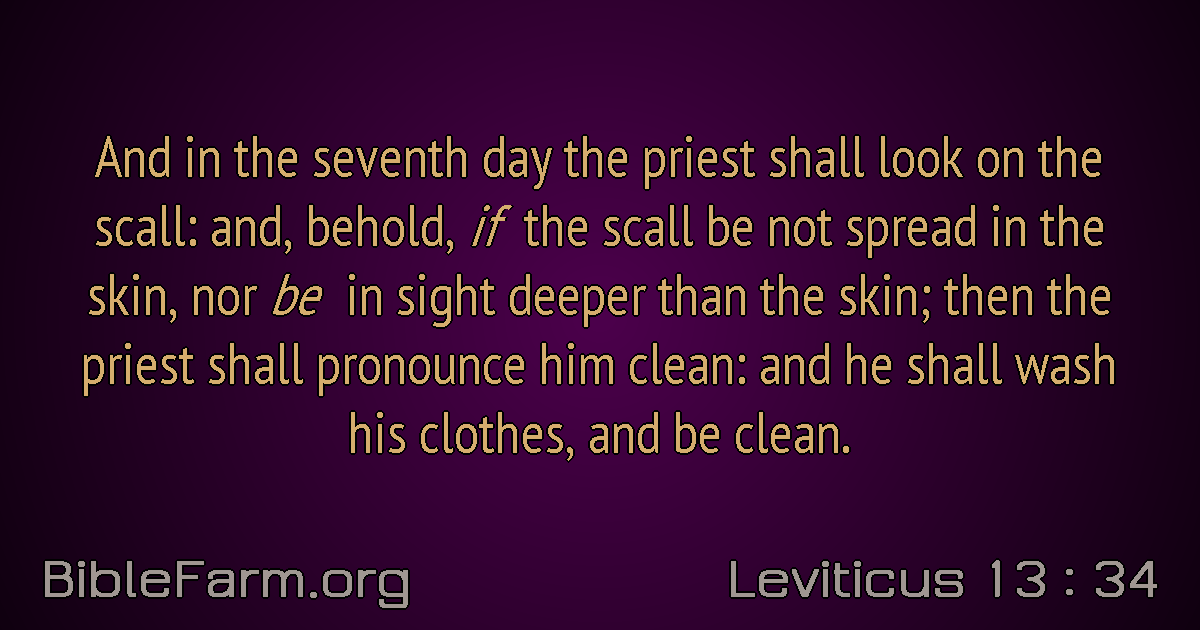 And in the seventh day the priest shall look on the
scall: and, behold, if the scall be not spread in the
skin, nor be in sight deeper than the skin; then the
priest shall pronounce him clean: and he shall wash
his clothes, and be clean.
BibleFarm.org
Leviticus 13 : 34